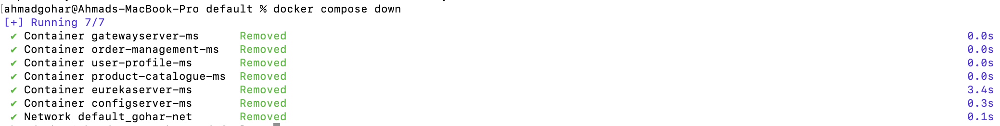 [ahmadgohar@Ahmads-MacBook-Pro default % docker compose down
[+] Running 7/7
✔ Container gatewayserver-ms Removed 0.0s
✔ Container order-management-ms Removed 0.0s
✔ Container user-profile-ms Removed 0.0s
✔ Container product-catalogue-ms Removed 0.0s
✔ Container eurekaserver-ms Removed 3.4s
✔ Container configserver-ms Removed 0.3s
✔ Network default_gohar-net Removed 0.1s